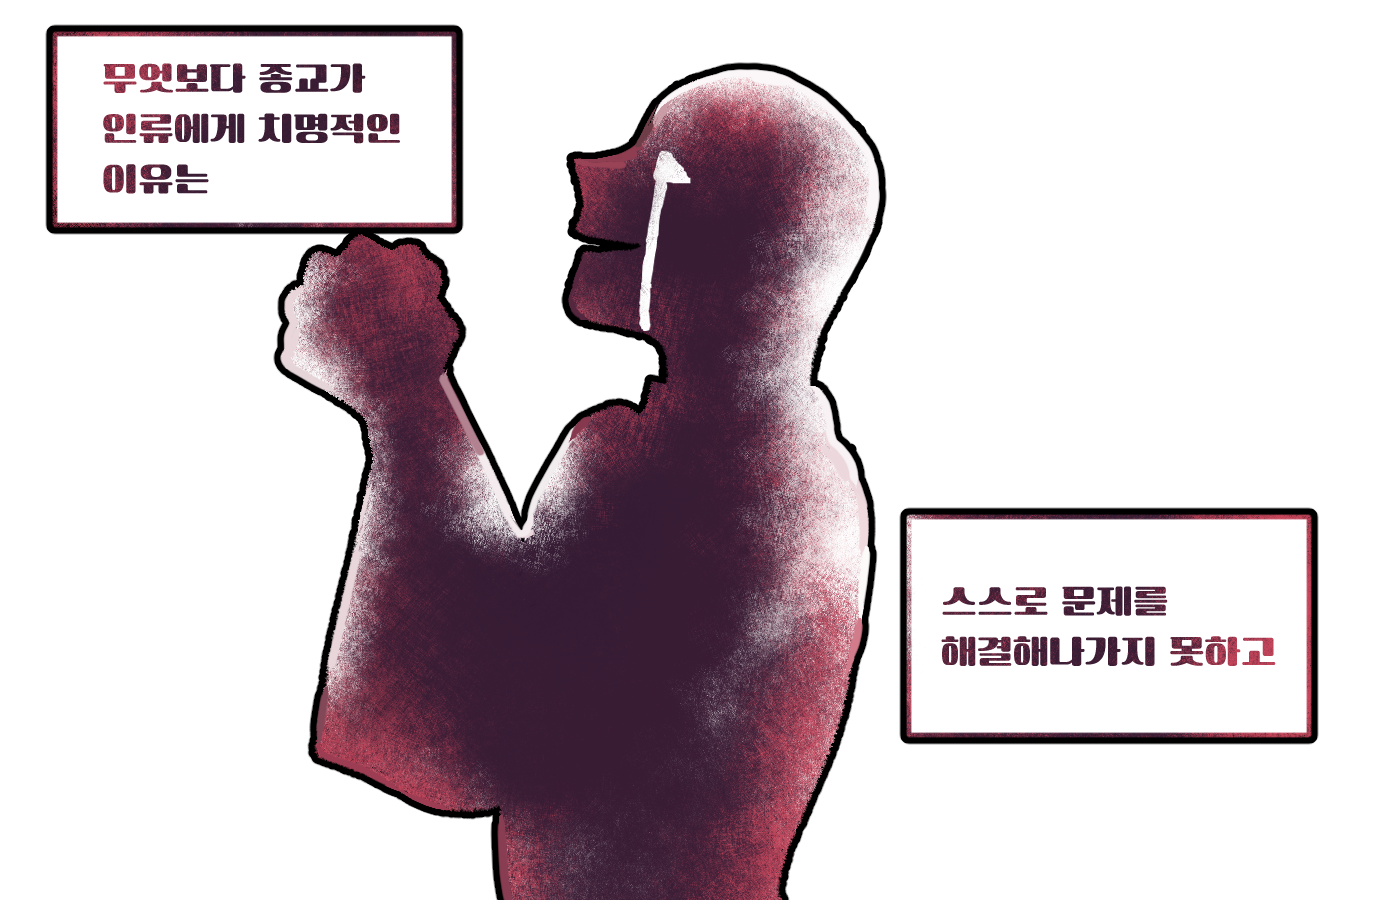 무엇보다 종교가
인류에게 치명적인
이유는
스스로 문제를
해결해나가지 못하고